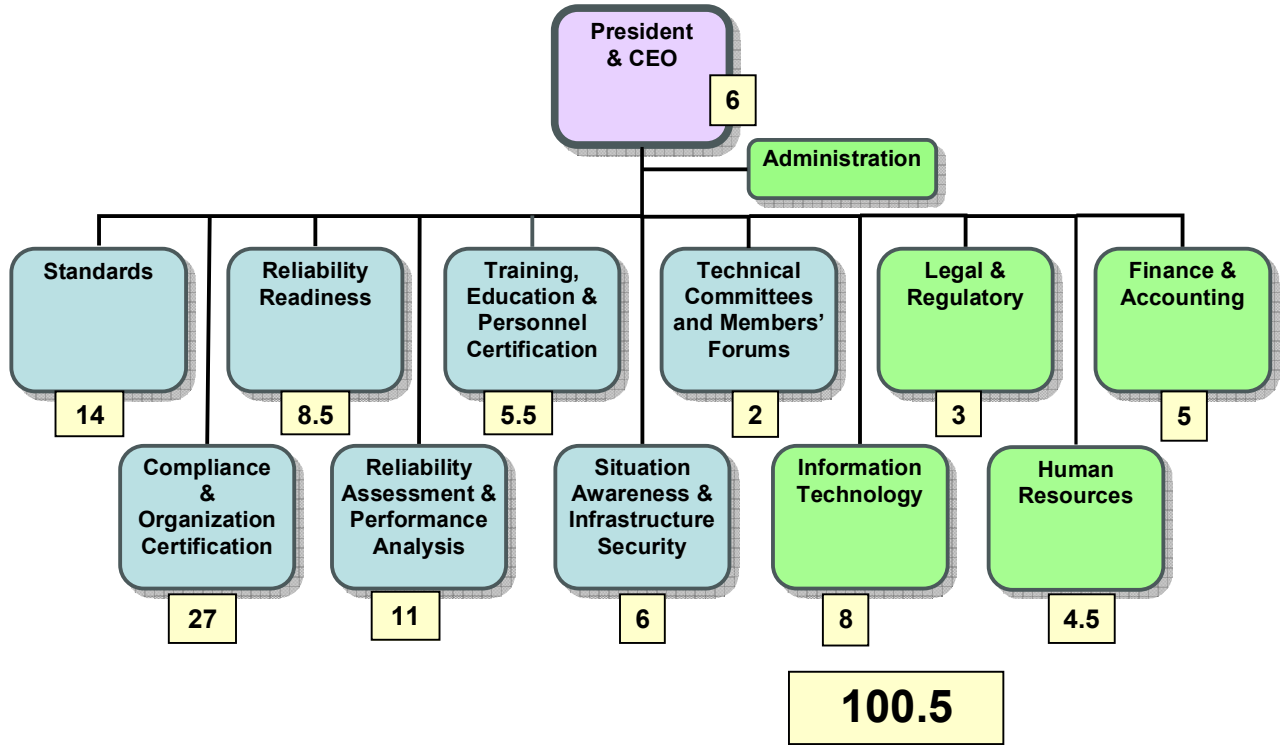 President
& CEO
6
Administration
Standards
14
Reliability
Readiness
8.5
Training,
Education &
Personnel
Certification
5.5
Technical
Committees
and Members’
Forums
2
Legal &
Regulatory
3
Finance &
Accounting
5
Compliance
&
Organization
Certification
27
Reliability
Assessment &
Performance
Analysis
11
Situation
Awareness &
Infrastructure
Security
6
Information
Technology
8
Human
Resources
4.5
100.5